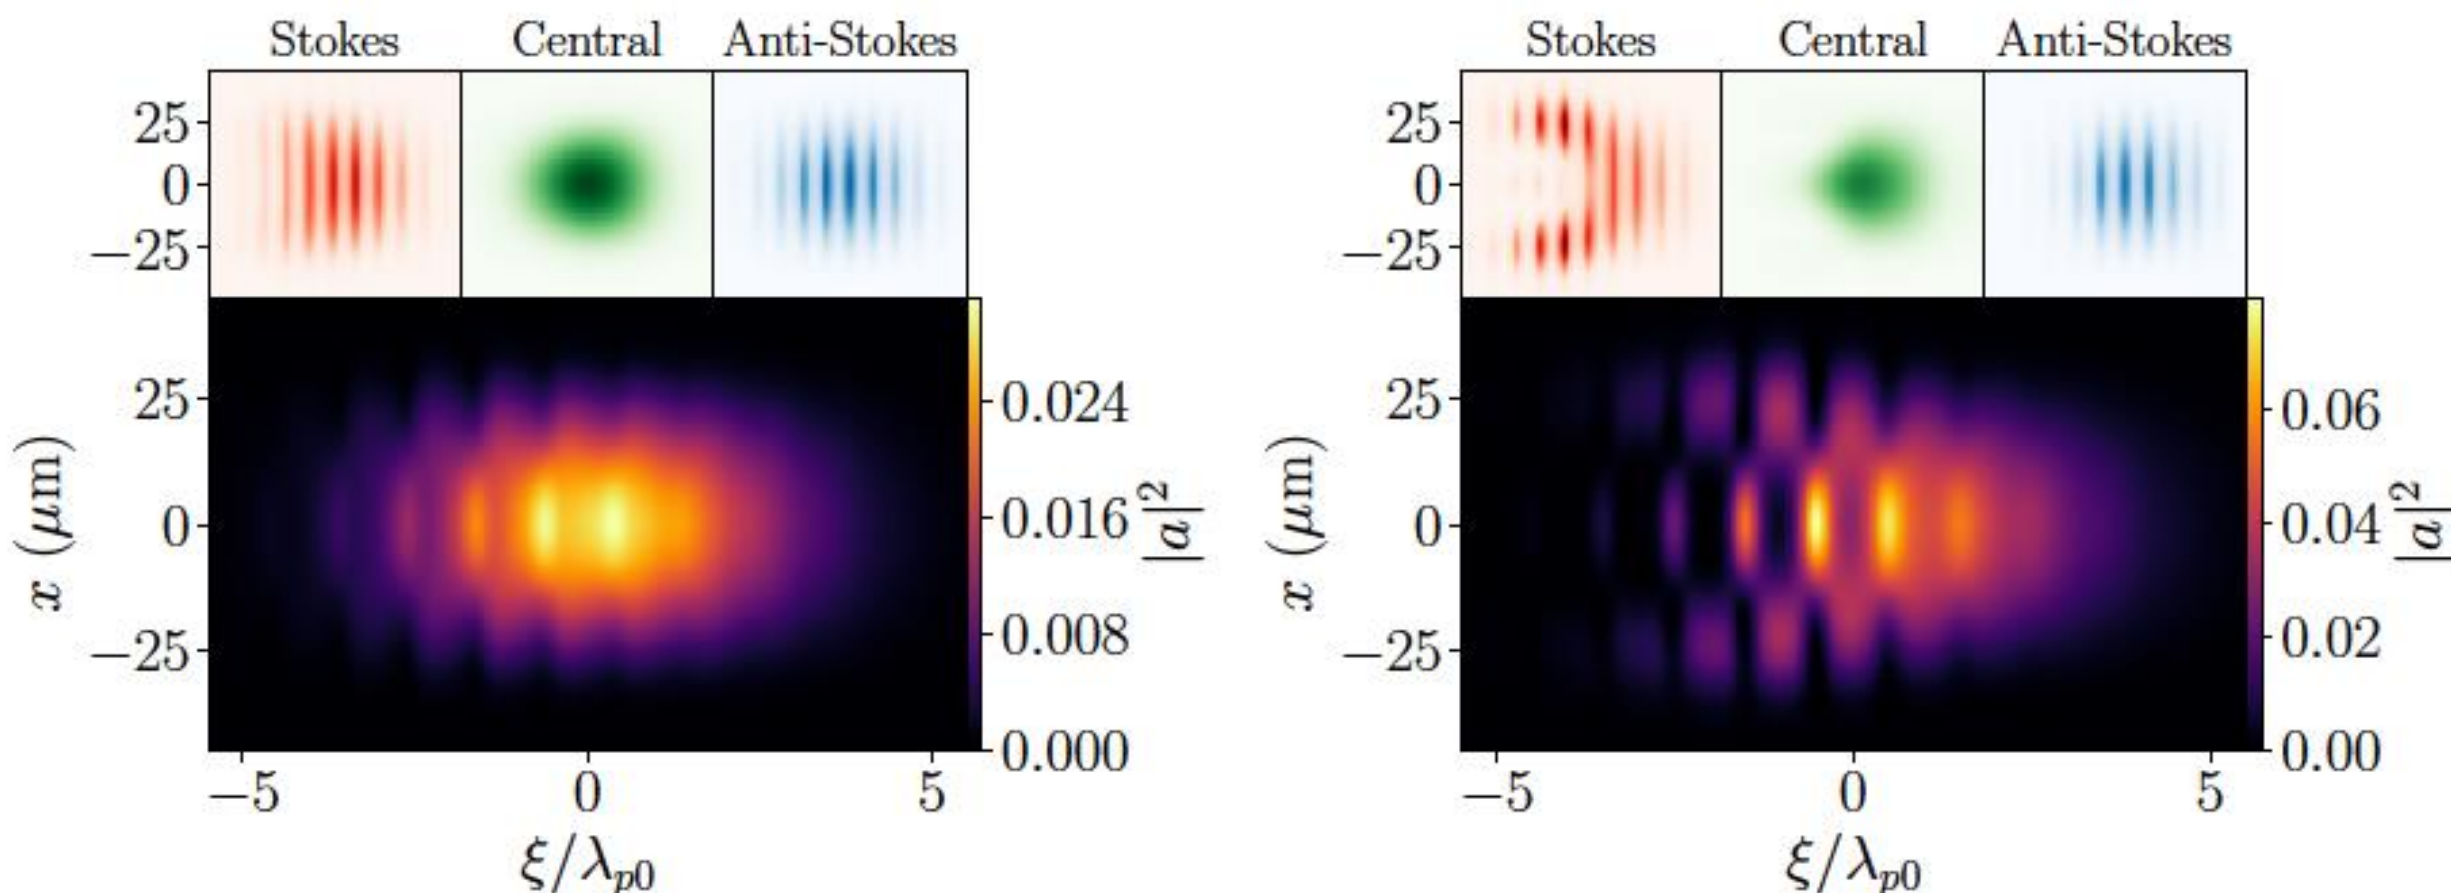 Stokes Central Anti-Stokes
25
0
−25
25
0
−25
x (μm)
−5 0 5
ξ/λp0
0.024
0.016
0.008
0.000
|a|²
Stokes Central Anti-Stokes
25
0
−25
25
0
−25
x (μm)
−5 0 5
ξ/λp0
0.06
0.04
0.02
0.00
|a|²